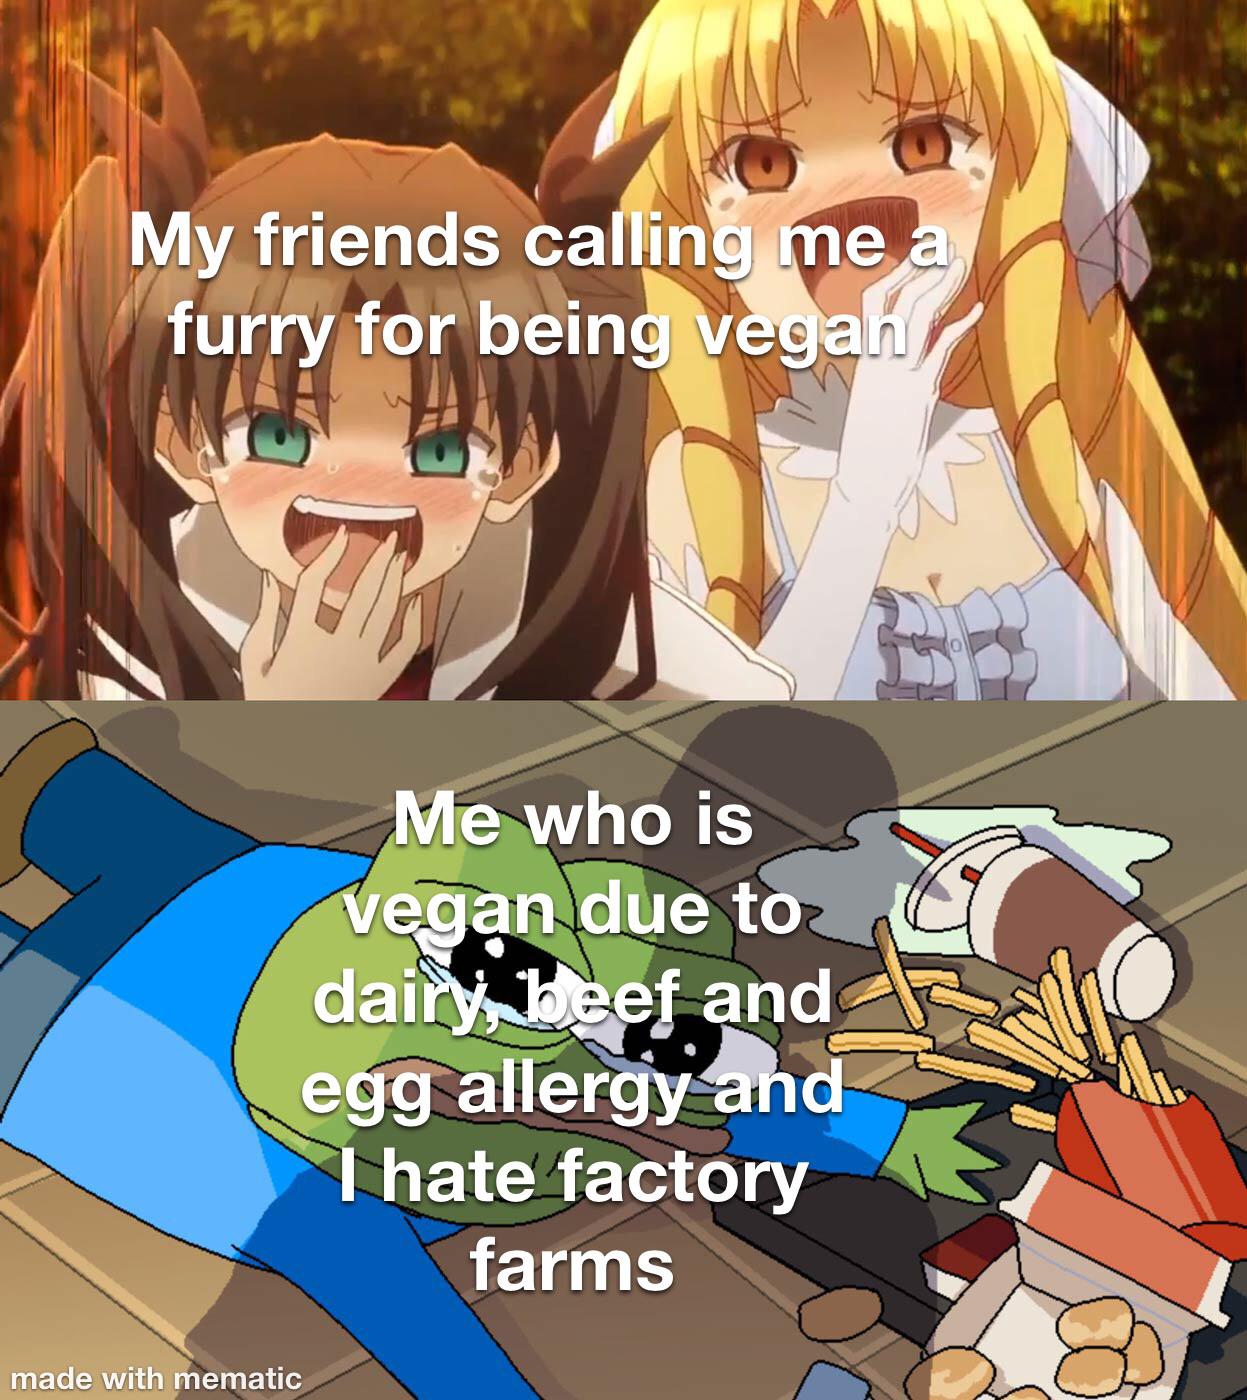 My friends calling me a
furry for being vegan
Me who is
vegan due to
dairy, beef and
egg allergy and
I hate factory
farms
made with mematic